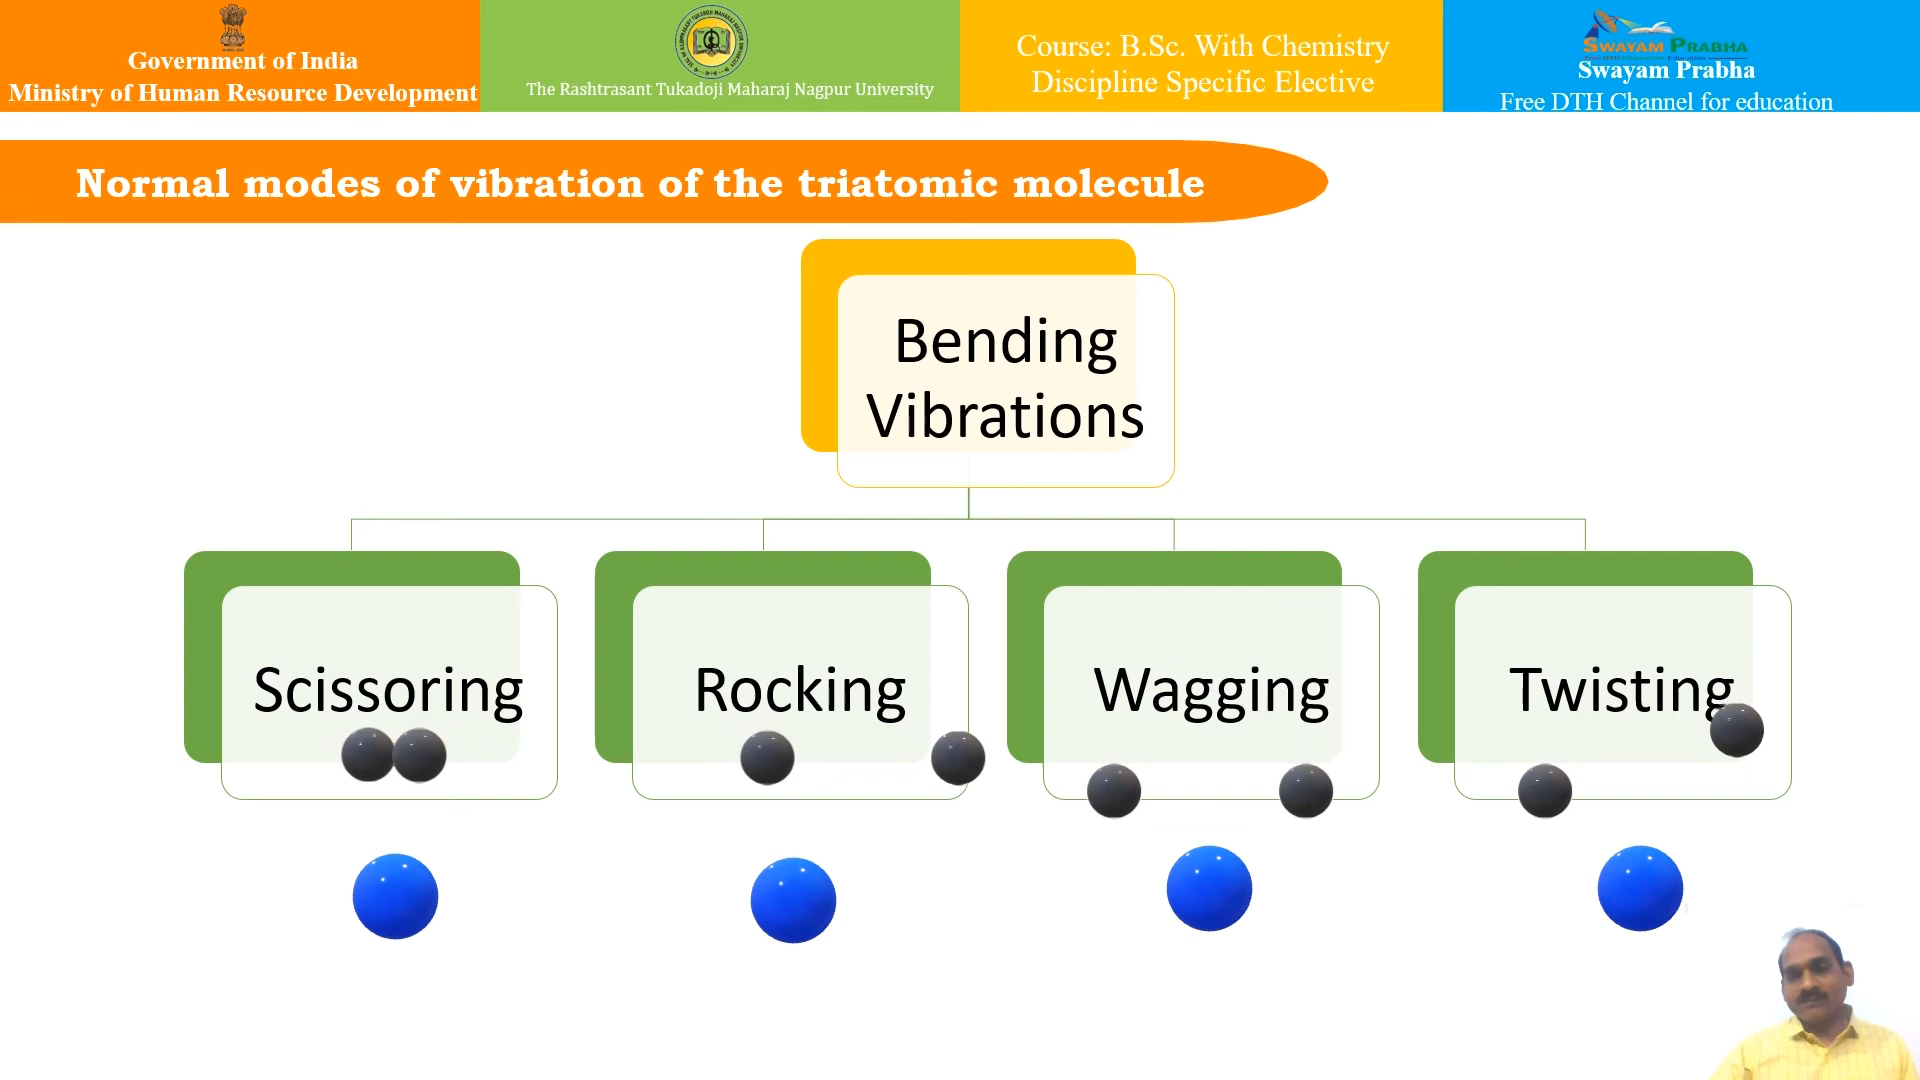 Government of India
Ministry of Human Resource Development
The Rashtrasant Tukadoji Maharaj Nagpur University
Course: B.Sc. With Chemistry
Discipline Specific Elective
SWAYAM PRABHA
Swayam Prabha
Free DTH Channel for education
Normal modes of vibration of the triatomic molecule
Bending
Vibrations
Scissoring
Rocking
Wagging
Twisting